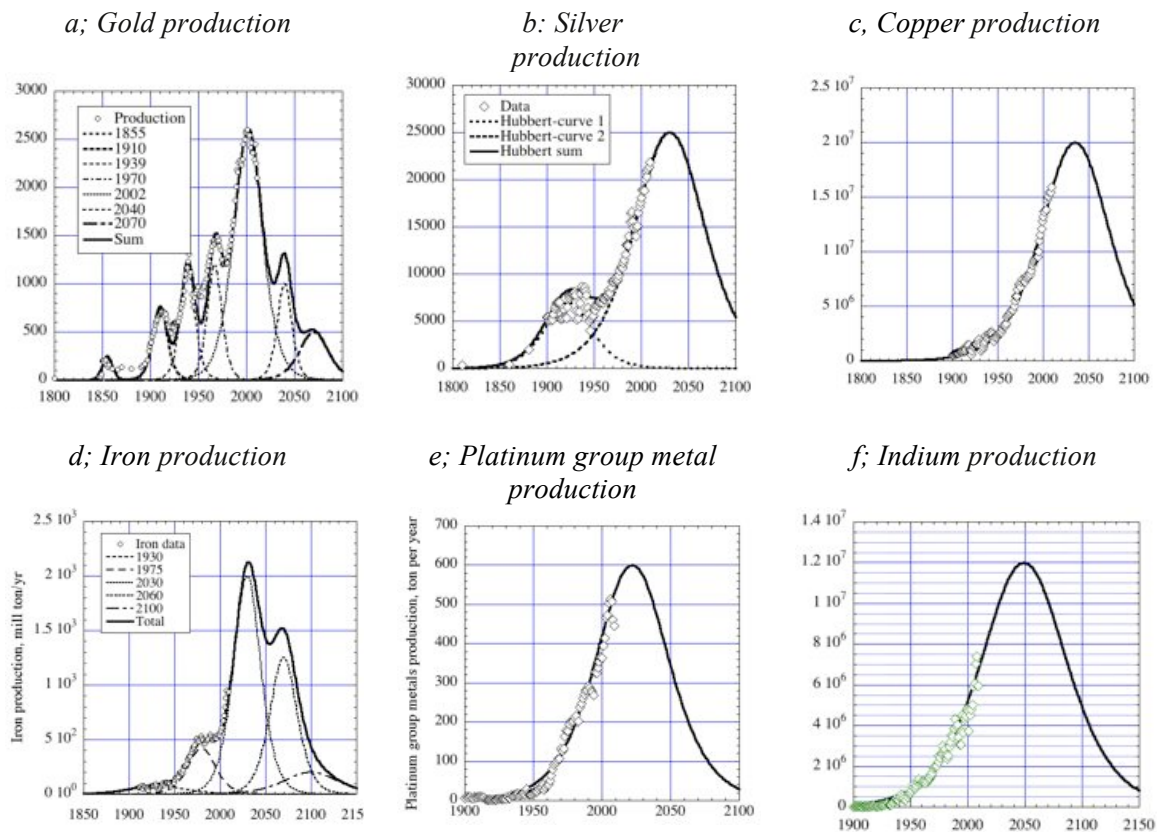 a; Gold production
b: Silver
production
c, Copper production
3000
2500
2000
1500
1000
500
0
Production
1855
1910
1939
1970
2002
2040
2070
Sum
1800 1850 1900 1950 2000 2050 2100
30000
25000
20000
15000
10000
5000
0
Data
Hubbert-curve 1
Hubbert-curve 2
Hubbert sum
1800 1850 1900 1950 2000 2050 2100
2.5 10^7
2 10^7
1.5 10^7
1 10^7
5 10^6
0
1800 1850 1900 1950 2000 2050 2100
d; Iron production
e; Platinum group metal
production
f; Indium production
Iron production, mill ton/yr
2.5 10^3
2 10^3
1.5 10^3
1 10^3
5 10^2
0 10^0
Iron data
1930
1975
2030
2060
2100
Total
1850 1900 1950 2000 2050 2100 215
Platinum group metals production, ton per year
700
600
500
400
300
200
100
0
1900 1950 2000 2050 2100
1.4 10^7
1.2 10^7
1 10^7
8 10^6
6 10^6
4 10^6
2 10^6
0
1900 1950 2000 2050 2100 2150